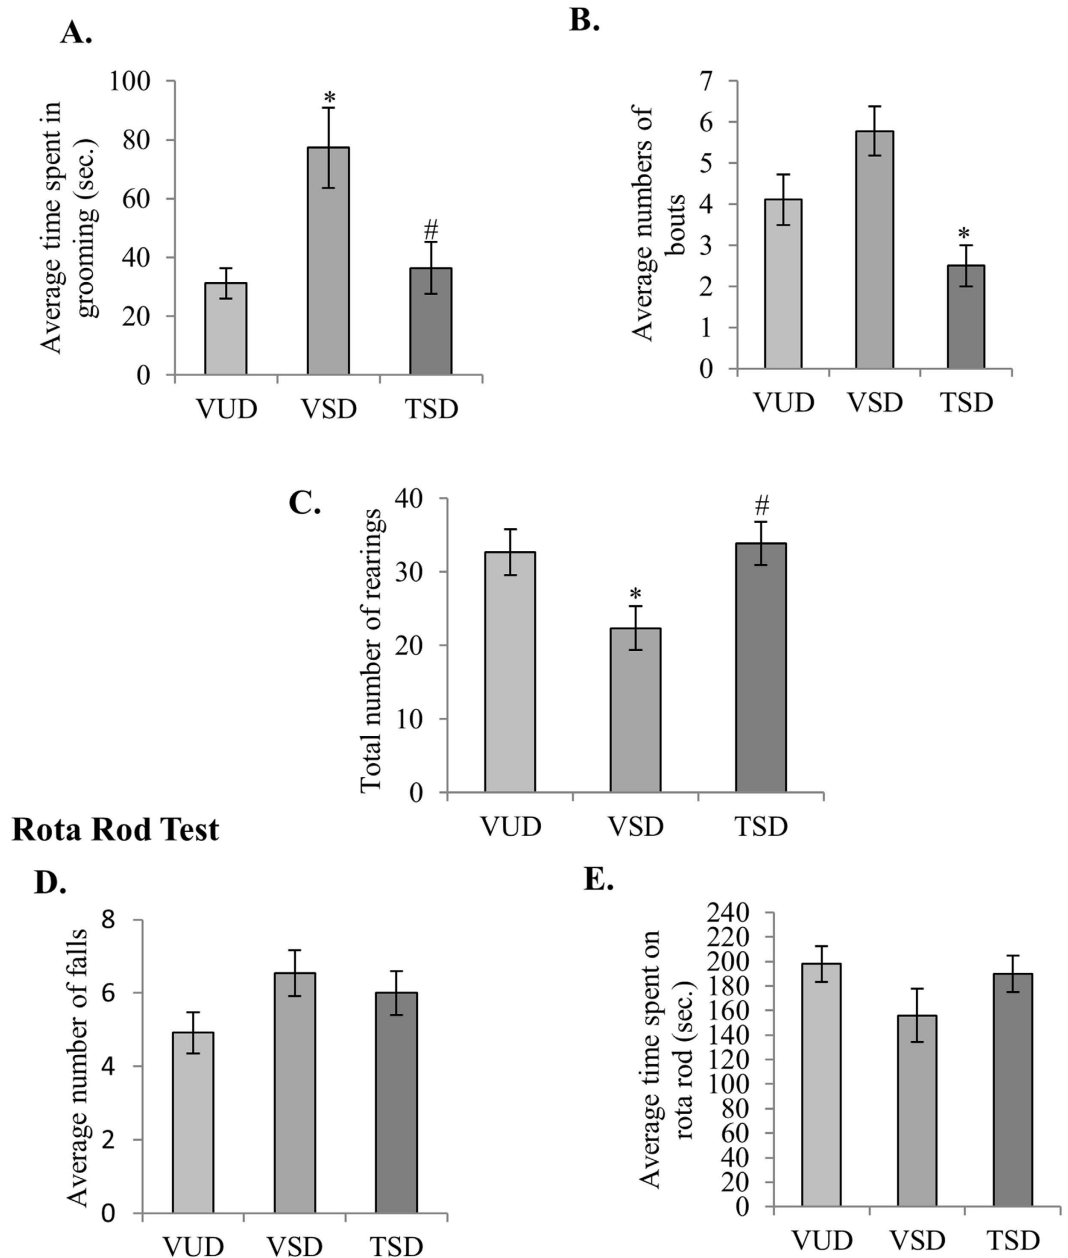 A.
Average time spent in
grooming (sec.)
100
80
60
40
20
0
*
#
VUD VSD TSD
B.
Average numbers of
bouts
7
6
5
4
3
2
1
0
*
VUD VSD TSD
C.
Total number of rearings
40
30
20
10
0
*
#
VUD VSD TSD
Rota Rod Test
D.
Average number of falls
8
6
4
2
0
VUD VSD TSD
E.
Average time spent on
rota rod (sec.)
240
220
200
180
160
140
120
100
80
60
40
20
0
VUD VSD TSD